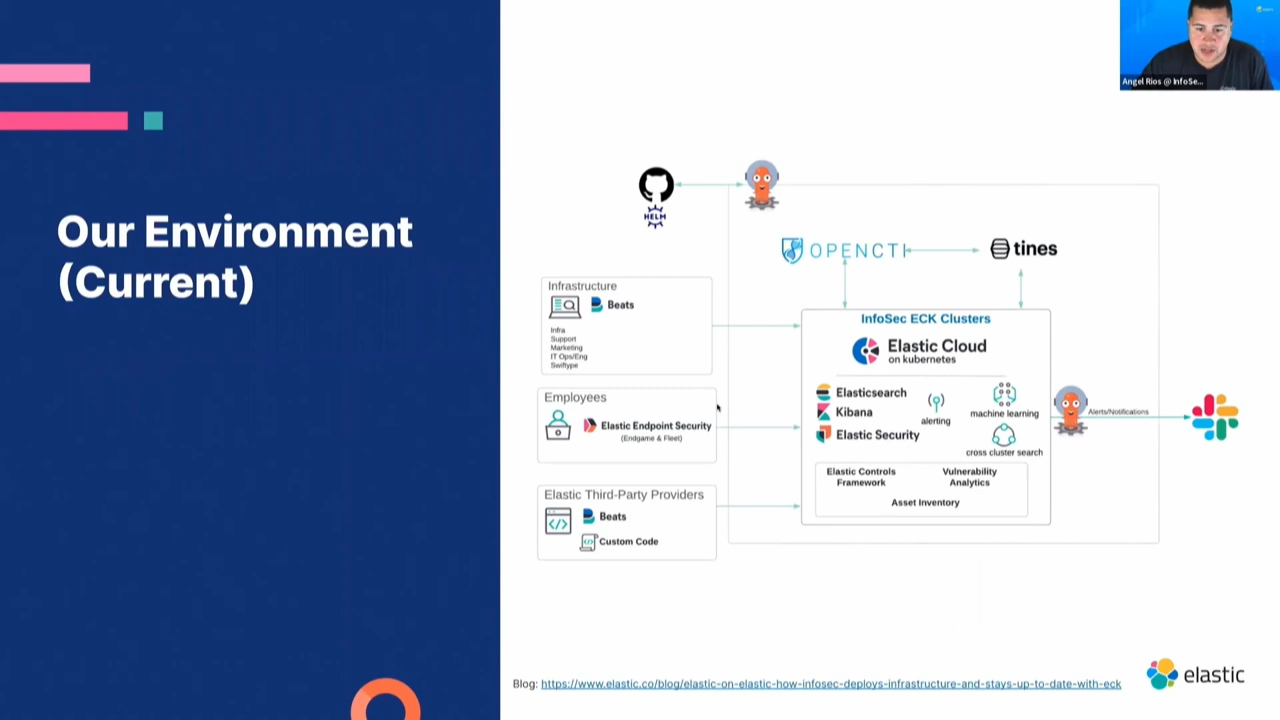 Our Environment
(Current)
Angel Rios @ InfoSe...
HELM
OPENCTI
tines
Infrastructure
Beats
Infra
Support
Marketing
IT Ops/Eng
Swiftype
Employees
Elastic Endpoint Security
(Endgame & Fleet)
Elastic Third-Party Providers
Beats
Custom Code
InfoSec ECK Clusters
Elastic Cloud
on kubernetes
Elasticsearch
Kibana
Elastic Security
alerting
machine learning
cross cluster search
Elastic Controls
Framework
Vulnerability
Analytics
Asset Inventory
Alerts/Notifications
Blog: https://www.elastic.co/blog/elastic-on-elastic-how-infosec-deploys-infrastructure-and-stays-up-to-date-with-eck
elastic